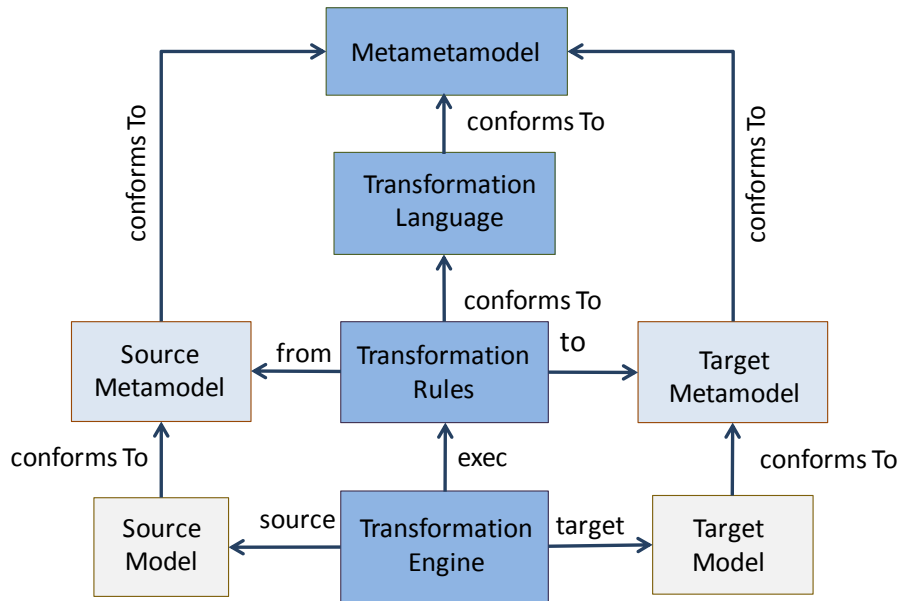 Metametamodel
conforms To
conforms To
conforms To
Transformation
Language
conforms To
Source
Metamodel
from
Transformation
Rules
to
Target
Metamodel
conforms To
exec
conforms To
Source
Model
source
Transformation
Engine
target
Target
Model